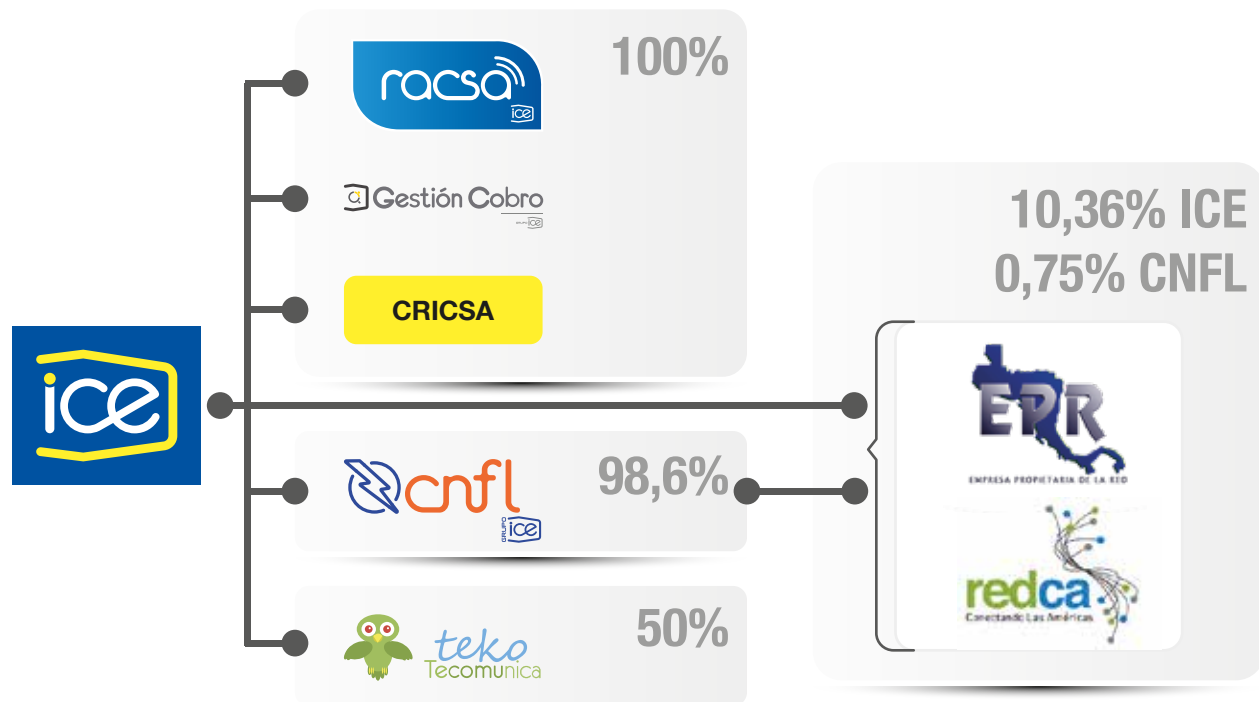 racsa
ice
100%
Gestión Cobro
GRUPO ice
CRICSA
ice
10,36% ICE
0,75% CNFL
EPR
EMPRESA PROPIETARIA DE LA RED
cnfl
GRUPO ice
98,6%
redca
Conectando Las Américas
teko
Tecomunica
50%